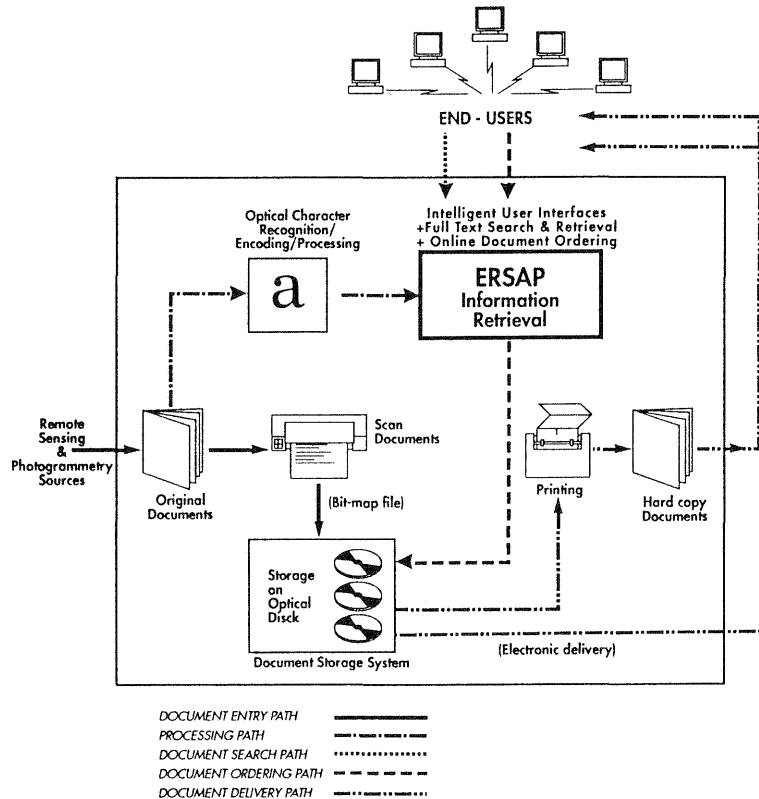 END - USERS
Intelligent User Interfaces
+Full Text Search & Retrieval
+ Online Document Ordering
Optical Character
Recognition/
Encoding/Processing
a
ERSAP
Information
Retrieval
Remote
Sensing
&
Photogrammetry
Sources
Original
Documents
Scan
Documents
(Bit-map file)
Printing
Hard copy
Documents
Storage
an
Optical
Disck
Document Storage System
(Electronic delivery)
DOCUMENT ENTRY PATH
PROCESSING PATH
DOCUMENT SEARCH PATH
DOCUMENT ORDERING PATH
DOCUMENT DELIVERY PATH